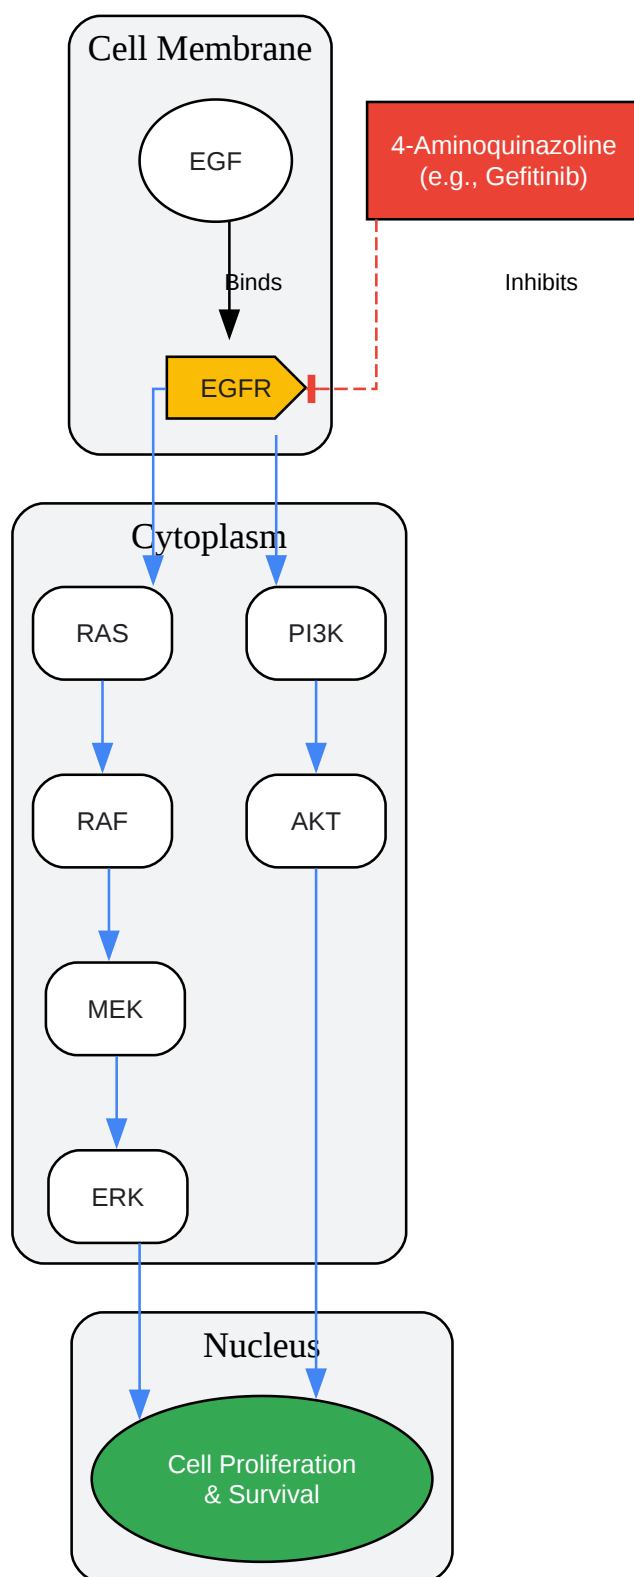 Cell Membrane
EGF
4-Aminoquinazoline
(e.g., Gefitinib)
Binds
Inhibits
EGFR
Cytoplasm
RAS
PI3K
RAF
AKT
MEK
ERK
Nucleus
Cell Proliferation
& Survival